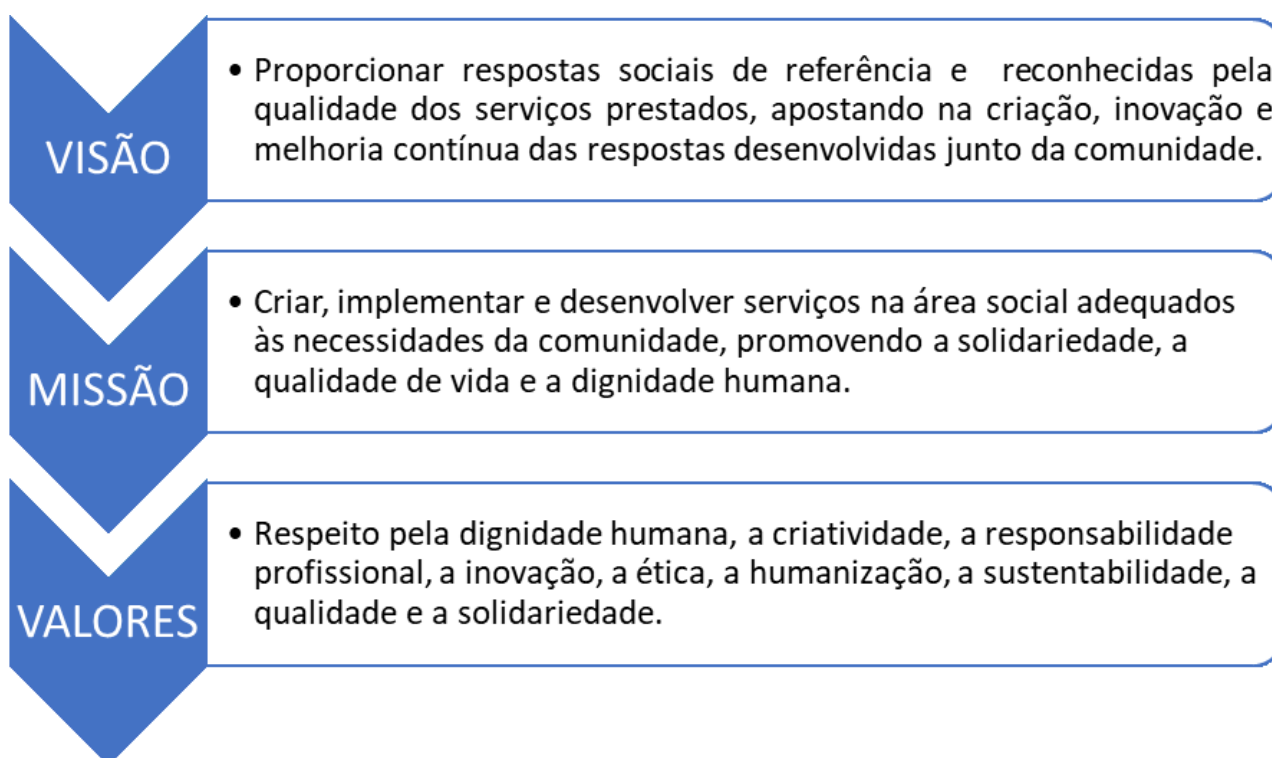 VISÃO
• Proporcionar respostas sociais de referência e reconhecidas pela
qualidade dos serviços prestados, apostando na criação, inovação e
melhoria contínua das respostas desenvolvidas junto da comunidade.
MISSÃO
• Criar, implementar e desenvolver serviços na área social adequados
às necessidades da comunidade, promovendo a solidariedade, a
qualidade de vida e a dignidade humana.
VALORES
• Respeito pela dignidade humana, a criatividade, a responsabilidade
profissional, a inovação, a ética, a humanização, a sustentabilidade, a
qualidade e a solidariedade.